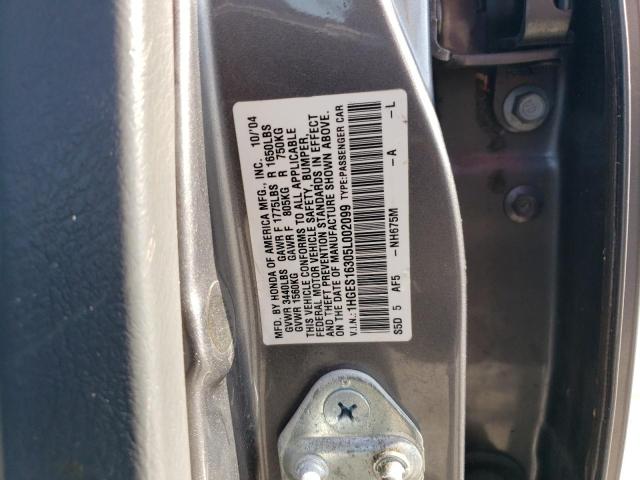 MFD. BY HONDA OF AMERICA MFG., INC. 10/'04
GVWR 3440LBS GAWR F 1775LBS R 1650LBS
GVWR 1560KG GAWR F 805KG R 750KG
THIS VEHICLE CONFORMS TO ALL APPLICABLE
FEDERAL MOTOR VEHICLE SAFETY, BUMPER,
AND THEFT PREVENTION STANDARDS IN EFFECT
ON THE DATE OF MANUFACTURE SHOWN ABOVE.
V.I.N.: 1HGES16305L002099 TYPE:PASSENGER CAR
S5D 5 AF5 - NH675M - A - L